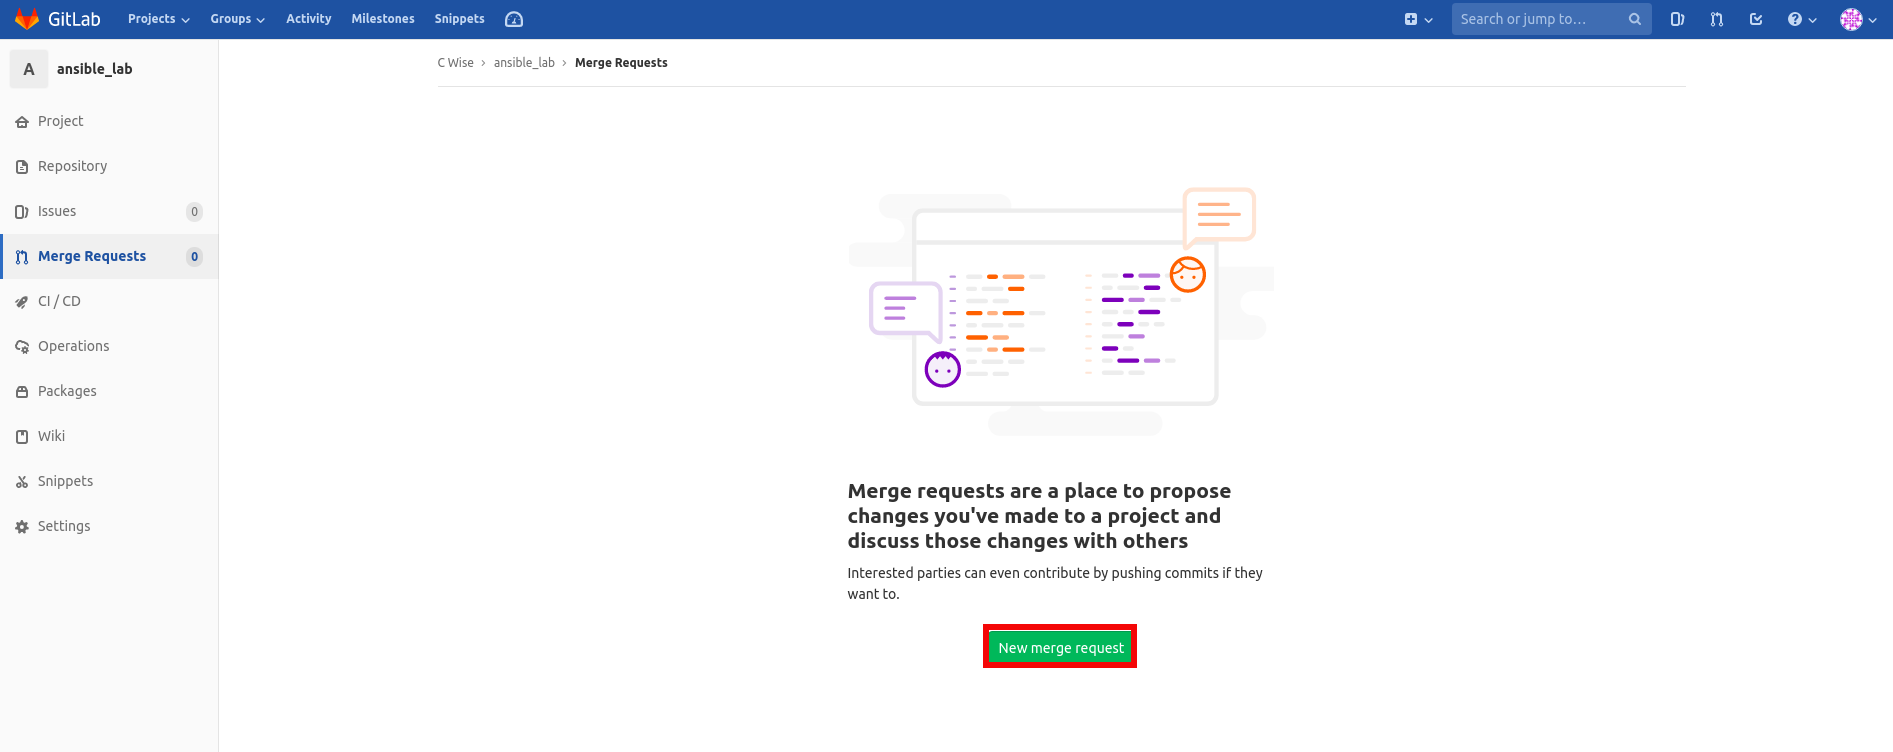 GitLab Projects Groups Activity Milestones Snippets Search or jump to...
A ansible_lab
Project
Repository
Issues 0
Merge Requests 0
CI / CD
Operations
Packages
Wiki
Snippets
Settings
C Wise › ansible_lab › Merge Requests
Merge requests are a place to propose
changes you've made to a project and
discuss those changes with others
Interested parties can even contribute by pushing commits if they
want to.
New merge request